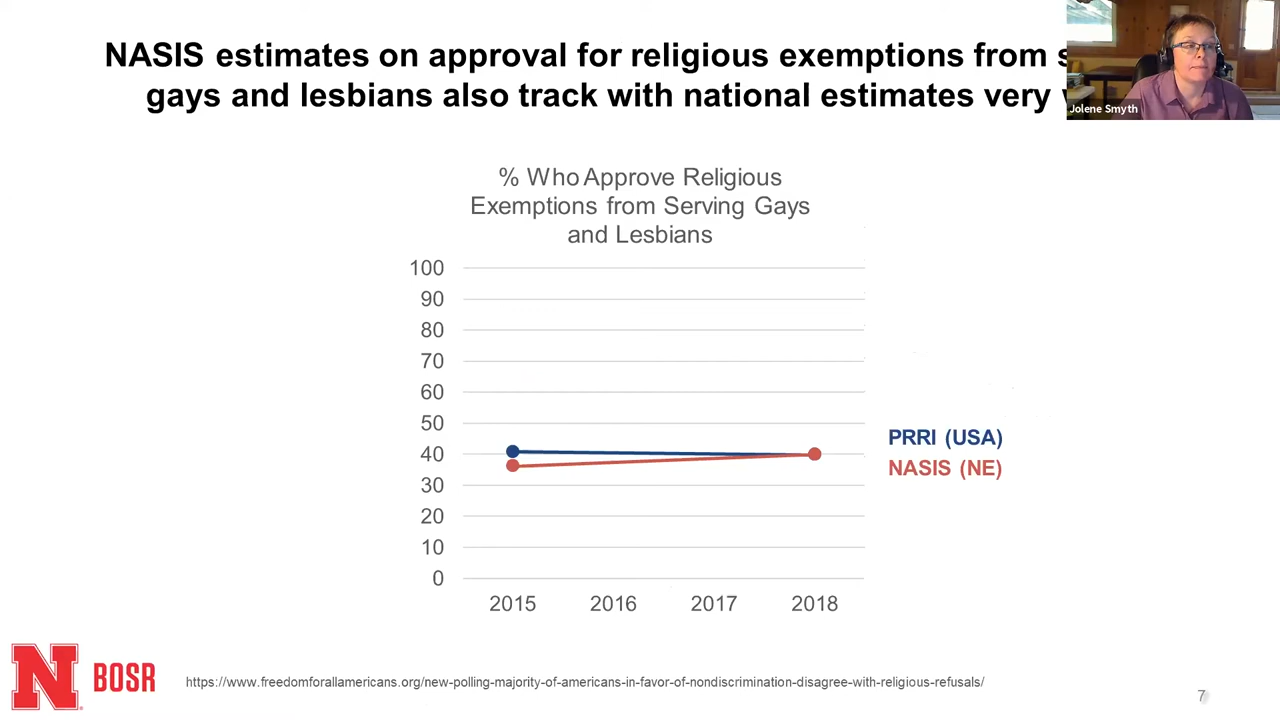 NASIS estimates on approval for religious exemptions from
gays and lesbians also track with national estimates very
Jolene Smyth
% Who Approve Religious
Exemptions from Serving Gays
and Lesbians
100
90
80
70
60
50
40
30
20
10
0
2015 2016 2017 2018
PRRI (USA)
NASIS (NE)
N BOSR
https://www.freedomforallamericans.org/new-polling-majority-of-americans-in-favor-of-nondiscrimination-disagree-with-religious-refusals/
7